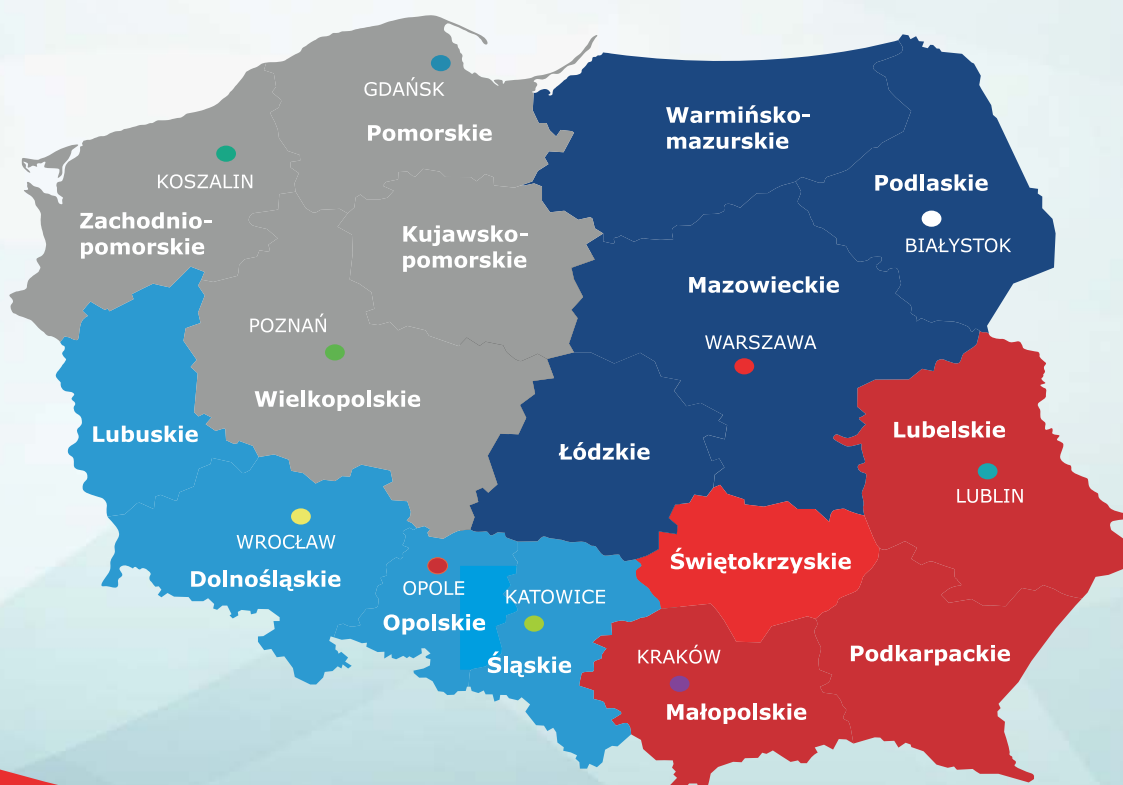 GDAŃSK
Pomorskie
KOSZALIN
Zachodnio-
pomorskie
Kujawsko-
pomorskie
Warmińsko-
mazurskie
Podlaskie
BIAŁYSTOK
Mazowieckie
WARSZAWA
POZNAŃ
Wielkopolskie
Lubuskie
Łódzkie
Lubelskie
LUBLIN
WROCŁAW
Dolnośląskie
OPOLE
Opolskie
KATOWICE
Śląskie
Świętokrzyskie
KRAKÓW
Małopolskie
Podkarpackie